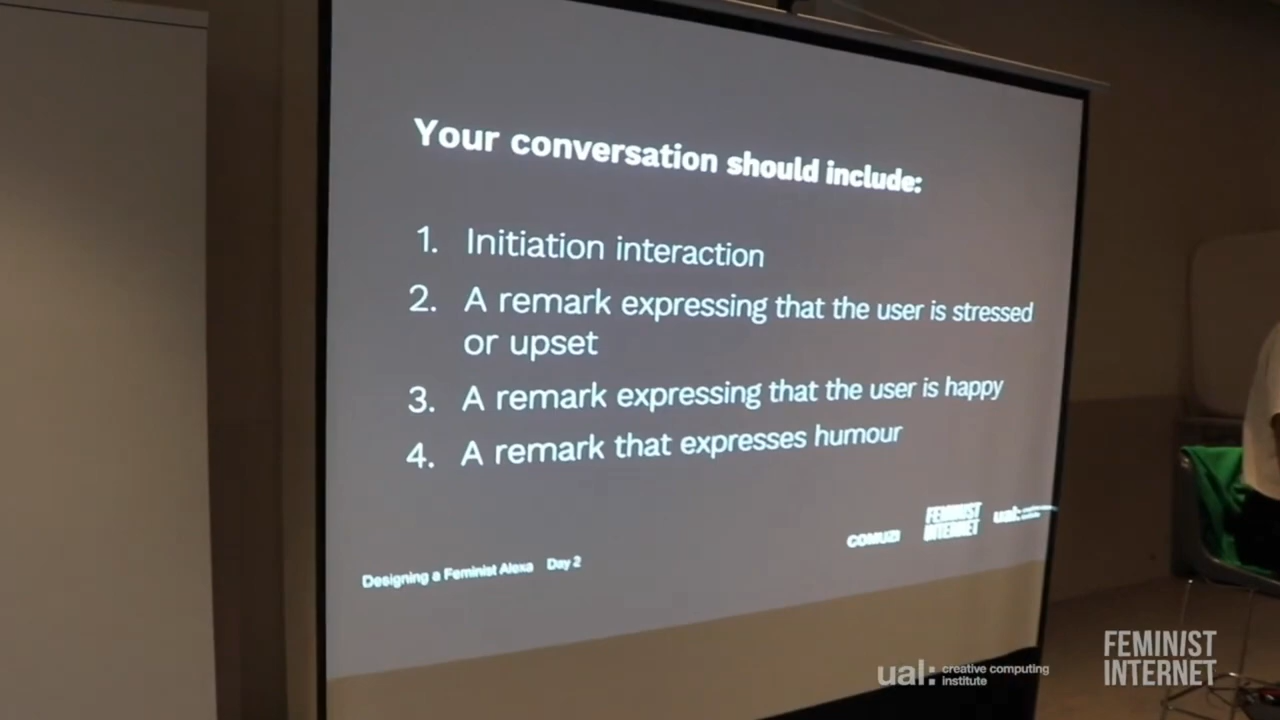 Your conversation should include:
1. Initiation interaction
2. A remark expressing that the user is stressed
or upset
3. A remark expressing that the user is happy
4. A remark that expresses humour
COMUZI
FEMINIST
INTERNET
ual:
Designing a Feminist Alexa Day 2
ual: creative computing
institute
FEMINIST
INTERNET